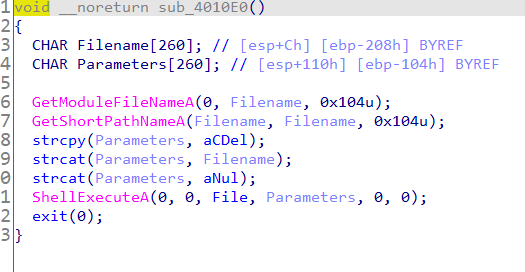 1 void __noreturn sub_4010E0()
2 {
3 CHAR Filename[260]; // [esp+Ch] [ebp-208h] BYREF
4 CHAR Parameters[260]; // [esp+110h] [ebp-104h] BYREF
5
6 GetModuleFileNameA(0, Filename, 0x104u);
7 GetShortPathNameA(Filename, Filename, 0x104u);
8 strcpy(Parameters, aCDel);
9 strcat(Parameters, Filename);
0 strcat(Parameters, aNul);
1 ShellExecuteA(0, 0, File, Parameters, 0, 0);
2 exit(0);
3 }